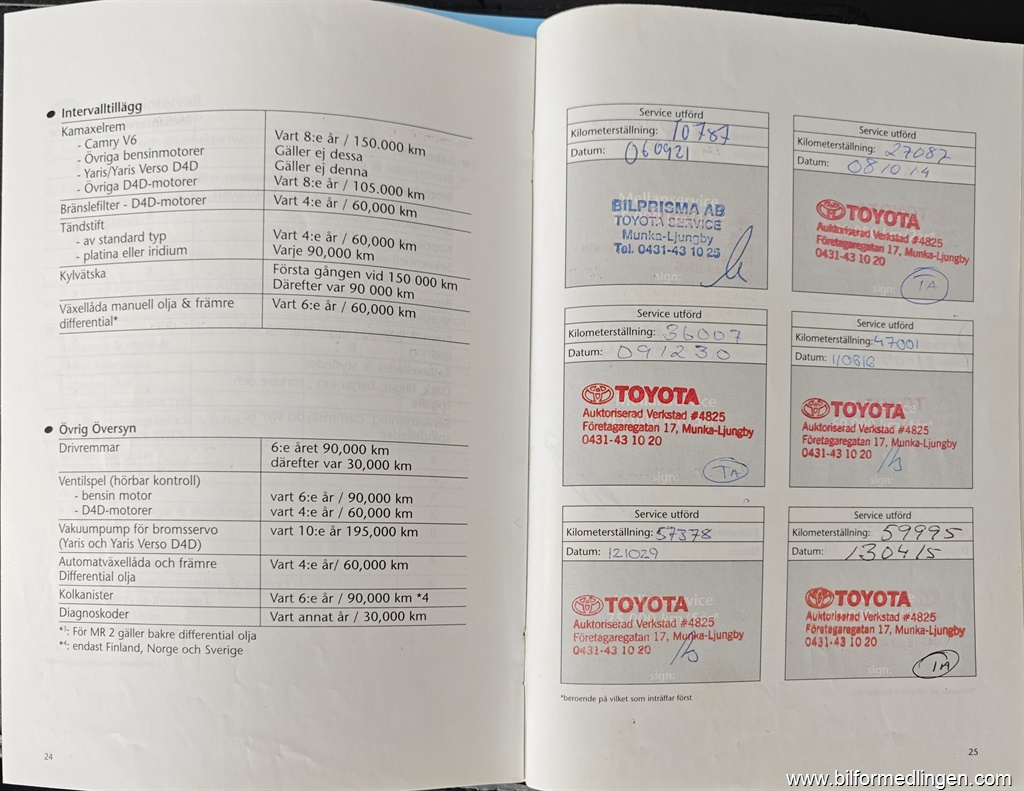 ● Intervalltillägg
Kamaxelrem
- Camry V6 Vart 8:e år / 150.000 km
- Övriga bensinmotorer Gäller ej dessa
- Yaris/Yaris Verso D4D Gäller ej denna
- Övriga D4D-motorer Vart 8:e år / 105.000 km
Bränslefilter - D4D-motorer Vart 4:e år / 60,000 km
Tändstift
- av standard typ Vart 4:e år / 60,000 km
- platina eller iridium Varje 90,000 km
Kylvätska Första gången vid 150 000 km
Därefter var 90 000 km
Växellåda manuell olja & främre Vart 6:e år / 60,000 km
differential*
● Övrig Översyn
Drivremmar 6:e året 90,000 km
därefter var 30,000 km
Ventilspel (hörbar kontroll)
- bensin motor vart 6:e år / 90,000 km
- D4D-motorer vart 4:e år / 60,000 km
Vakuumpump för bromsservo vart 10:e år 195,000 km
(Yaris och Yaris Verso D4D)
Automatväxellåda och främre Vart 4:e år/ 60,000 km
Differential olja
Kolkanister Vart 6:e år / 90,000 km *4
Diagnoskoder Vart annat år / 30,000 km
*³: För MR 2 gäller bakre differential olja
*⁴: endast Finland, Norge och Sverige
24
Service utförd
Kilometerställning: 10787
Datum: 060921
BILPRISMA AB
TOYOTA SERVICE
Munka-Ljungby
Tel. 0431-43 10 25
sign:
Service utförd
Kilometerställning: 27087
Datum: 0810.14
TOYOTA
Auktoriserad Verkstad #4825
Företagaregatan 17, Munka-Ljungby
0431-43 10 20
sign: TA
Service utförd
Kilometerställning: 36007
Datum: 091230
TOYOTA
Auktoriserad Verkstad #4825
Företagaregatan 17, Munka-Ljungby
0431-43 10 20
sign: TA
Service utförd
Kilometerställning: 47001
Datum: 110616
TOYOTA
Auktoriserad Verkstad #4825
Företagaregatan 17, Munka-Ljungby
0431-43 10 20
sign:
Service utförd
Kilometerställning: 57378
Datum: 121029
TOYOTA
Auktoriserad Verkstad #4825
Företagaregatan 17, Munka-Ljungby
0431-43 10 20
sign:
Service utförd
Kilometerställning: 59995
Datum: 130415
TOYOTA
Auktoriserad Verkstad #4825
Företagaregatan 17, Munka-Ljungby
0431-43 10 20
sign: TA
*beroende på vilket som inträffar först
25
www.bilformedlingen.com